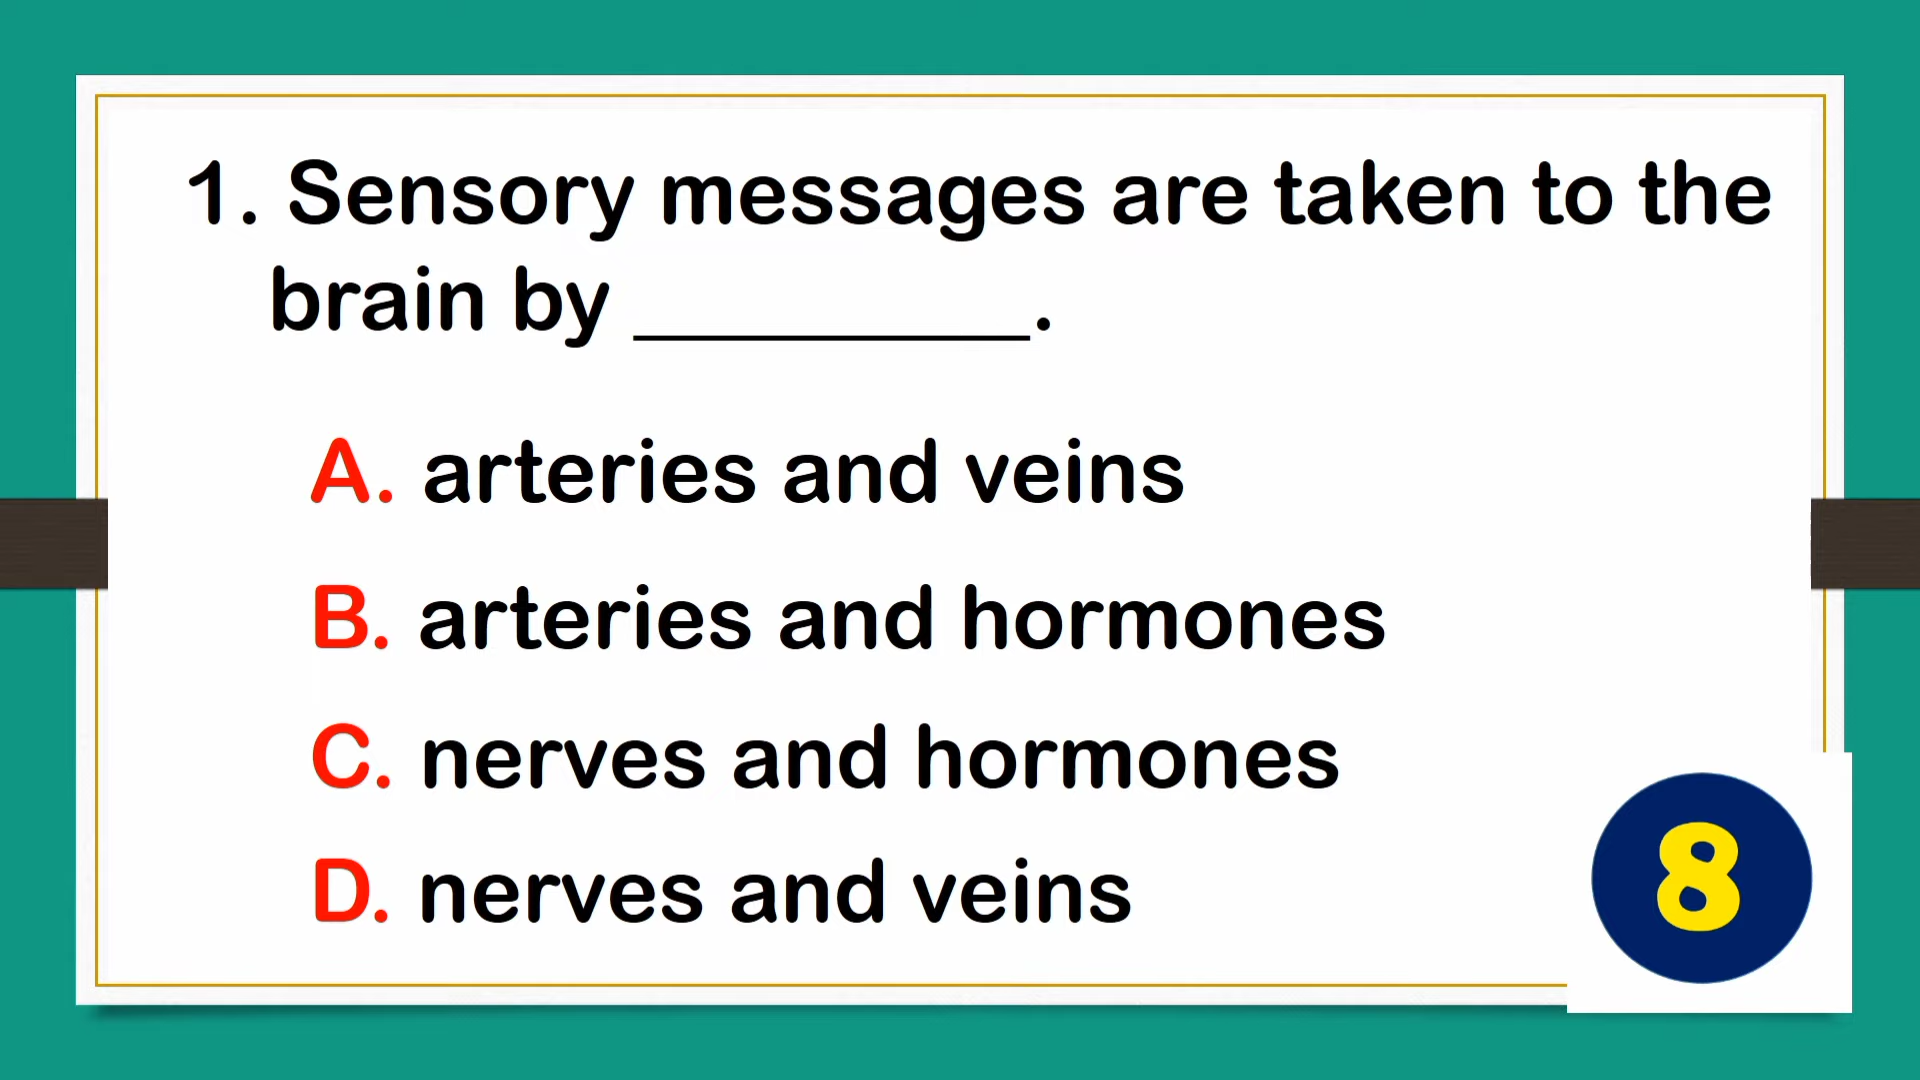 1. Sensory messages are taken to the
brain by __________.
A. arteries and veins
B. arteries and hormones
C. nerves and hormones
D. nerves and veins
8